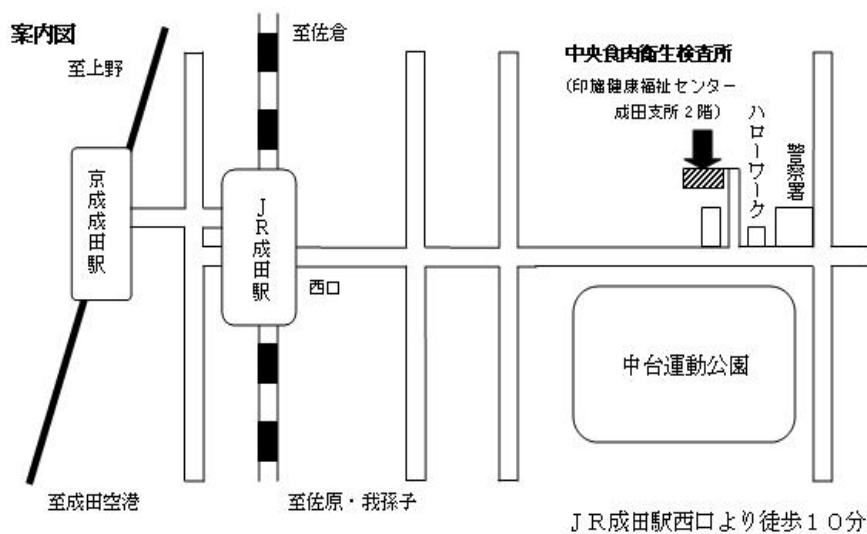 案内図
至上野
至佐倉
中央食肉衛生検査所
(印旛健康福祉センター
成田支所2階)
ハローワーク
警察署
京成成田駅
JR成田駅
西口
中台運動公園
至成田空港
至佐原・我孫子
JR成田駅西口より徒歩10分